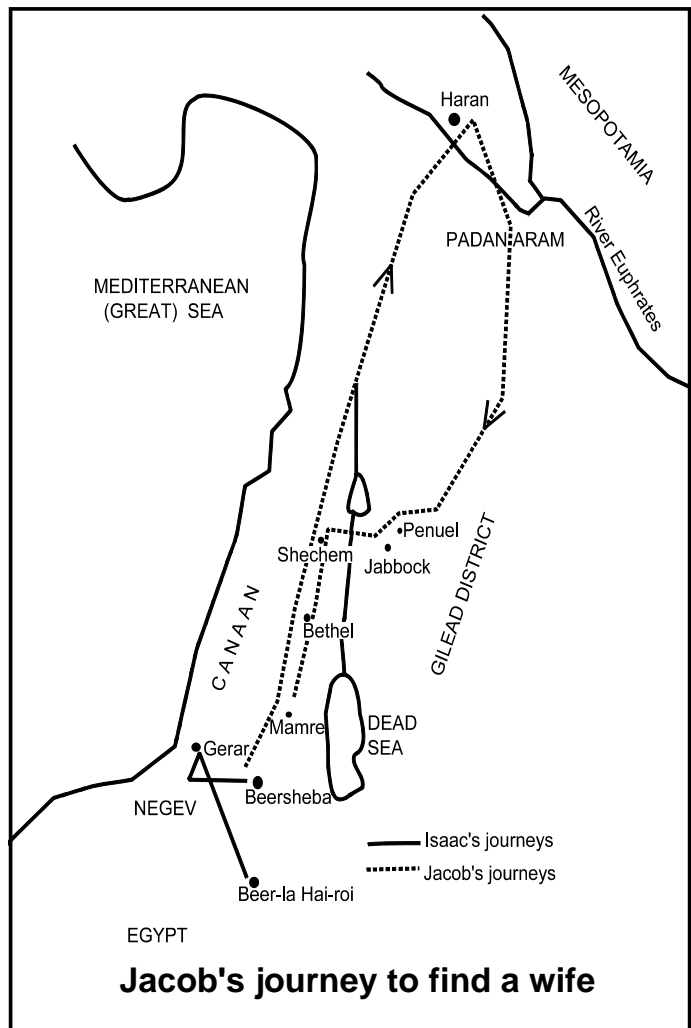 Haran
MESOPOTAMIA
PADAN ARAM
River Euphrates
MEDITERRANEAN
(GREAT) SEA
Penuel
Shechem
Jabbock
GILEAD DISTRICT
CANAAN
Bethel
Mamre
DEAD
SEA
Gerar
Beersheba
NEGEV
Isaac's journeys
Jacob's journeys
Beer-la Hai-roi
EGYPT
Jacob's journey to find a wife